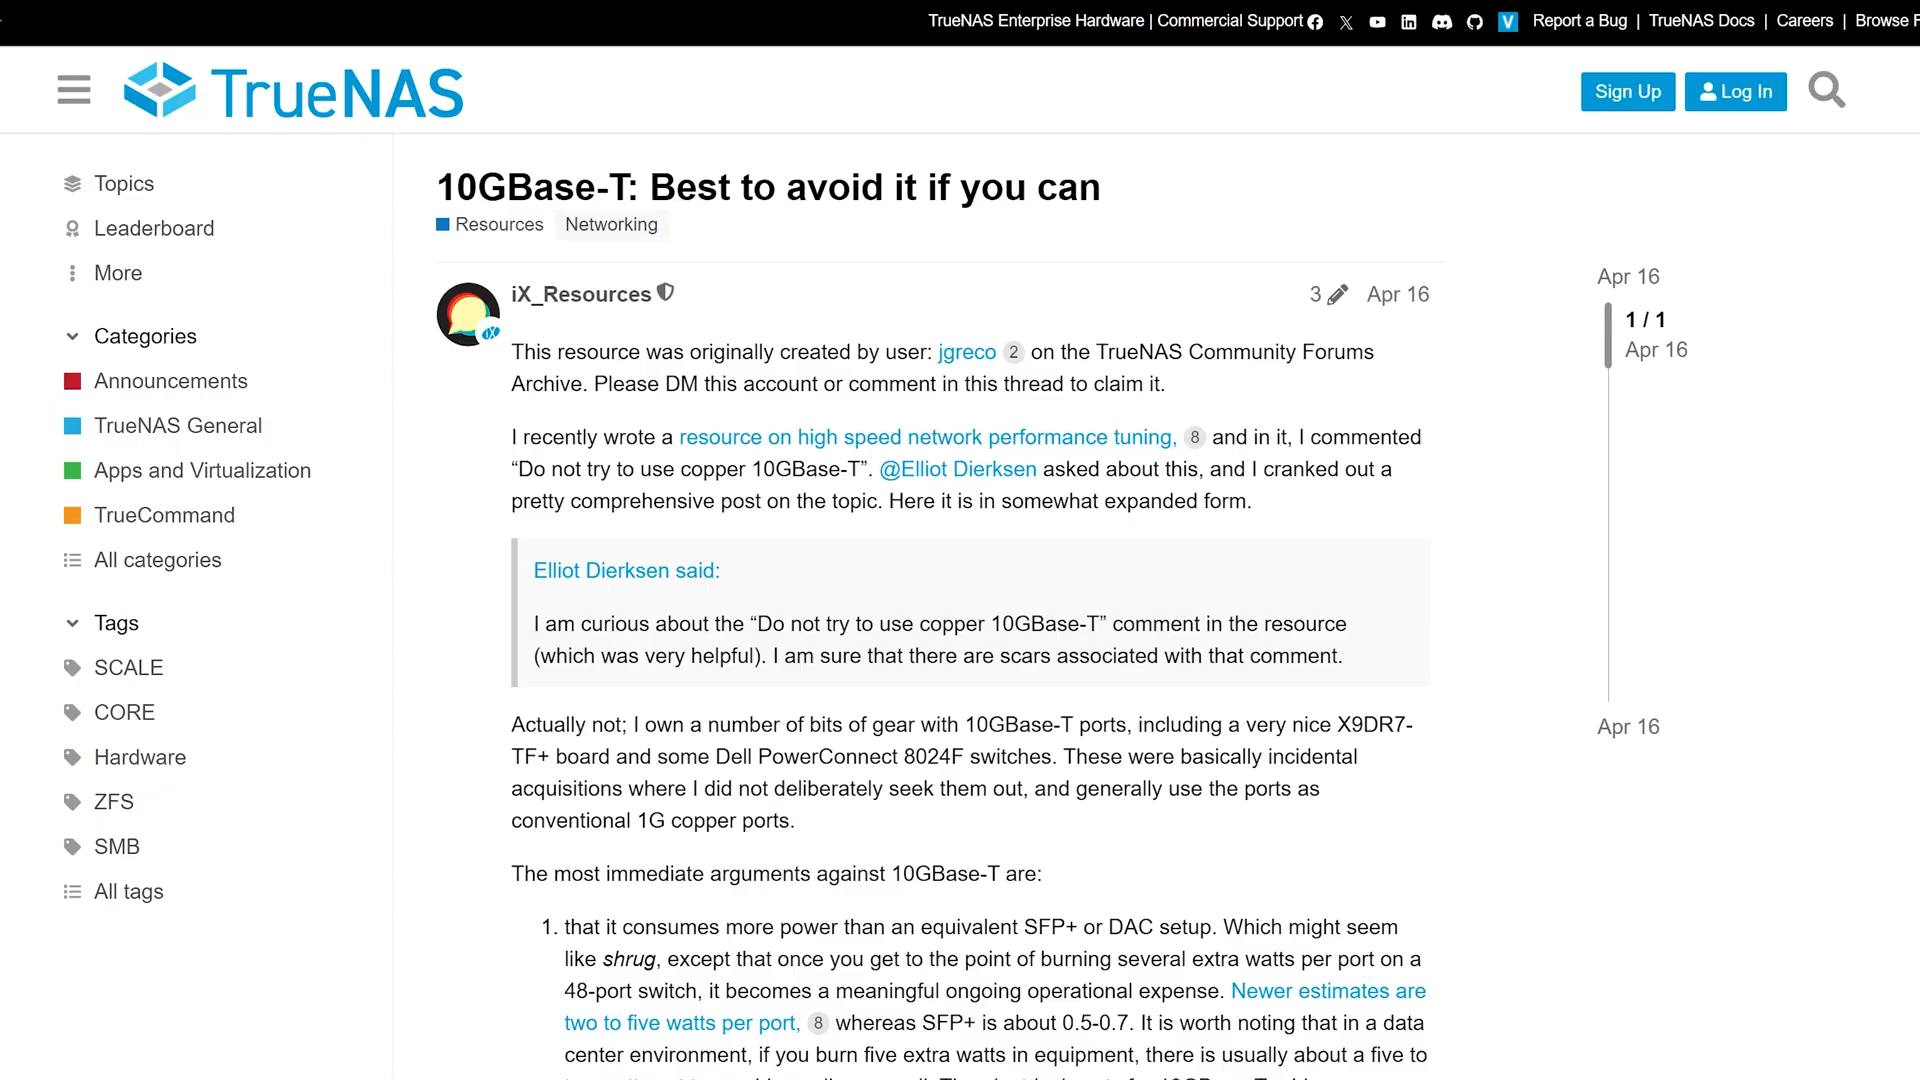 TrueNAS Enterprise Hardware | Commercial Support
V
Report a Bug | TrueNAS Docs | Careers | Browse
TrueNAS
Sign Up
Log In
Topics
Leaderboard
More
Categories
Announcements
TrueNAS General
Apps and Virtualization
TrueCommand
All categories
Tags
SCALE
CORE
Hardware
ZFS
SMB
All tags
10GBase-T: Best to avoid it if you can
Resources Networking
iX_Resources 3 Apr 16
This resource was originally created by user: jgreco 2 on the TrueNAS Community Forums
Archive. Please DM this account or comment in this thread to claim it.
I recently wrote a resource on high speed network performance tuning, 8 and in it, I commented
“Do not try to use copper 10GBase-T”. @Elliot Dierksen asked about this, and I cranked out a
pretty comprehensive post on the topic. Here it is in somewhat expanded form.
Elliot Dierksen said:
I am curious about the “Do not try to use copper 10GBase-T” comment in the resource
(which was very helpful). I am sure that there are scars associated with that comment.
Actually not; I own a number of bits of gear with 10GBase-T ports, including a very nice X9DR7-
TF+ board and some Dell PowerConnect 8024F switches. These were basically incidental
acquisitions where I did not deliberately seek them out, and generally use the ports as
conventional 1G copper ports.
The most immediate arguments against 10GBase-T are:
1. that it consumes more power than an equivalent SFP+ or DAC setup. Which might seem
like shrug, except that once you get to the point of burning several extra watts per port on a
48-port switch, it becomes a meaningful ongoing operational expense. Newer estimates are
two to five watts per port, 8 whereas SFP+ is about 0.5-0.7. It is worth noting that in a data
center environment, if you burn five extra watts in equipment, there is usually about a five to
Apr 16
1 / 1
Apr 16
Apr 16